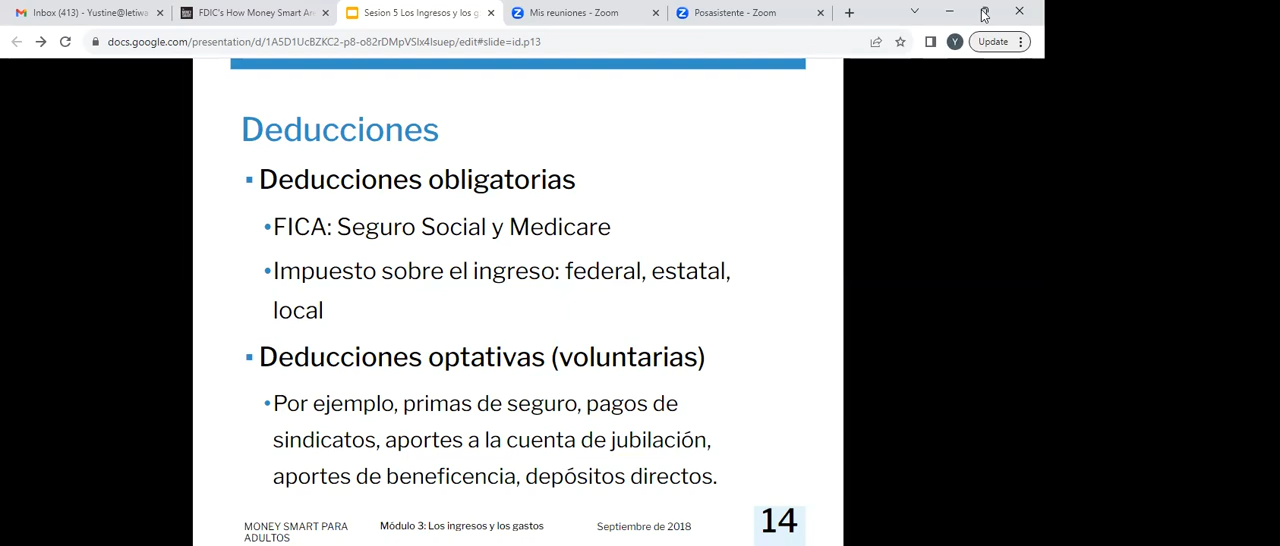 Inbox (413) - Yustine@letiwa
FDIC's How Money Smart Are
Sesion 5 Los Ingresos y los g
Mis reuniones - Zoom
Posasistente - Zoom
docs.google.com/presentation/d/1A5D1UcBZKC2-p8-o82rDMpVSIx4Isuep/edit#slide=id.p13
Y
Update
Deducciones
▪ Deducciones obligatorias
•FICA: Seguro Social y Medicare
•Impuesto sobre el ingreso: federal, estatal,
local
▪ Deducciones optativas (voluntarias)
•Por ejemplo, primas de seguro, pagos de
sindicatos, aportes a la cuenta de jubilación,
aportes de beneficencia, depósitos directos.
MONEY SMART PARA
ADULTOS
Módulo 3: Los ingresos y los gastos
Septiembre de 2018
14